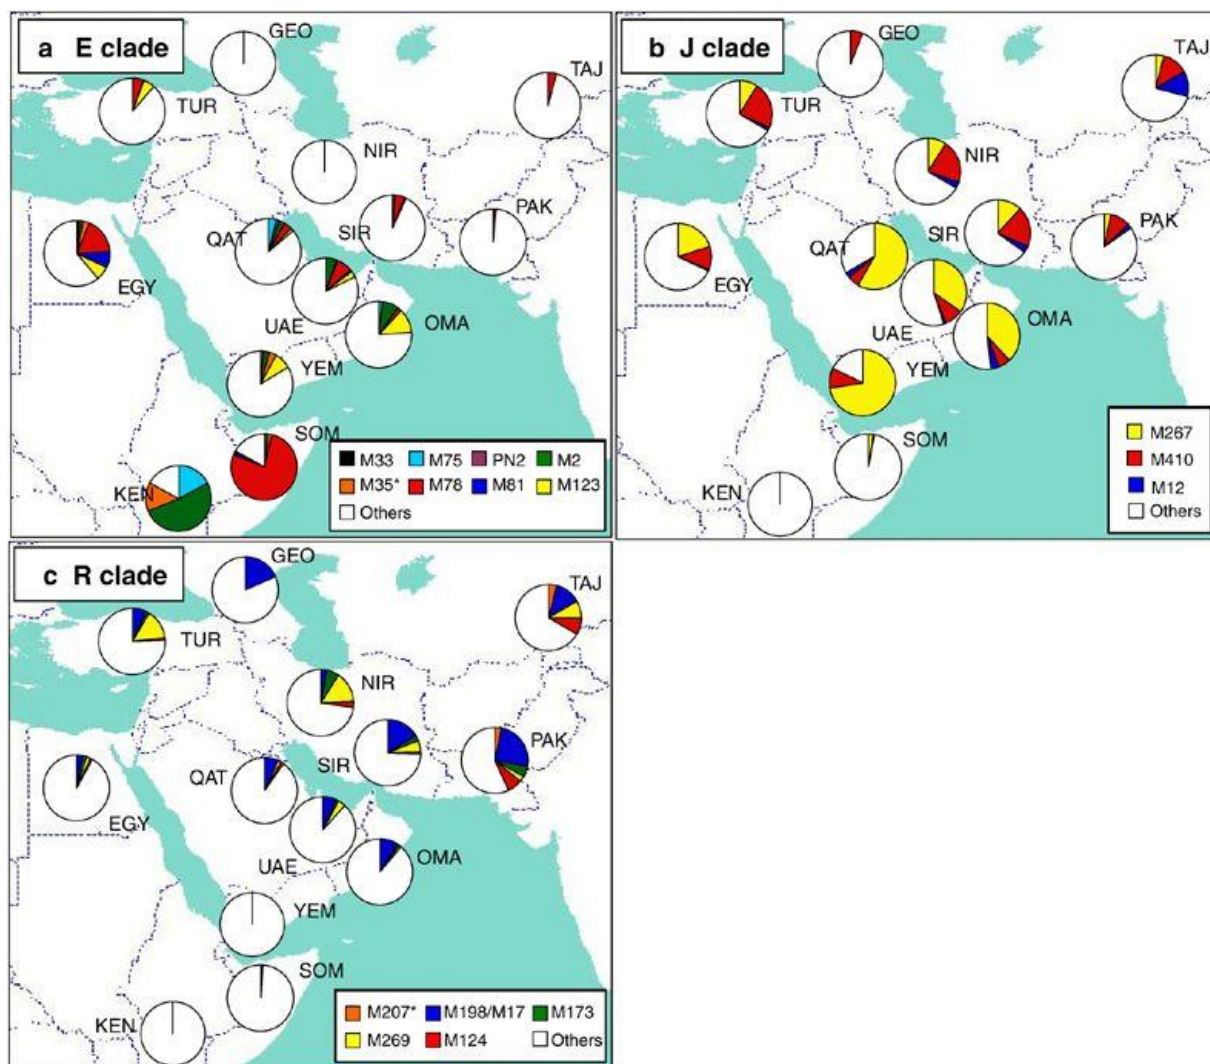 a E clade
GEO
TAJ
TUR
NIR
PAK
SIR
QAT
EGY
UAE
OMA
YEM
SOM
KEN
M33 M75 PN2 M2
M35* M78 M81 M123
Others
b J clade
GEO
TAJ
TUR
NIR
PAK
SIR
QAT
EGY
UAE
OMA
YEM
SOM
KEN
M267
M410
M12
Others
c R clade
GEO
TAJ
TUR
NIR
PAK
SIR
QAT
EGY
UAE
OMA
YEM
SOM
KEN
M207* M198/M17 M173
M269 M124 Others